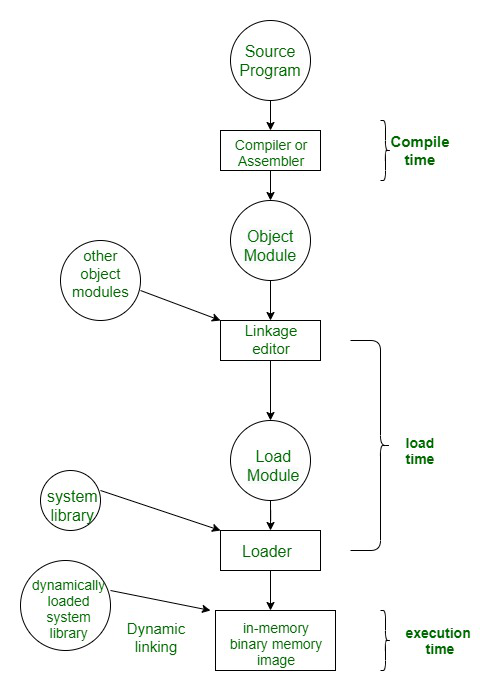 Source
Program
Compiler or
Assembler
Compile
time
Object
Module
other
object
modules
Linkage
editor
load
time
Load
Module
system
library
Loader
dynamically
loaded
system
library
Dynamic
linking
in-memory
binary memory
image
execution
time